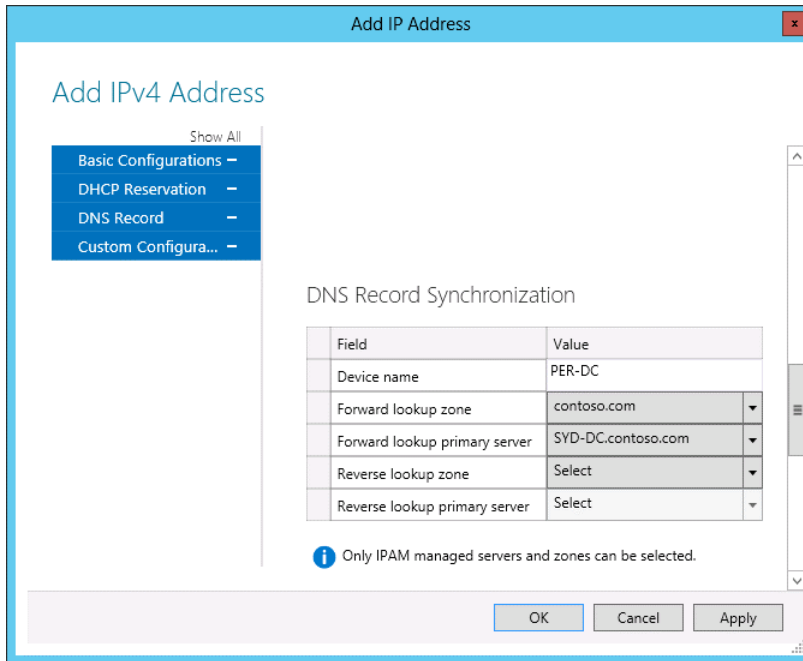 Add IP Address
x
Add IPv4 Address
Show All
Basic Configurations
DHCP Reservation
DNS Record
Custom Configura...
DNS Record Synchronization
Field Value
Device name PER-DC
Forward lookup zone contoso.com
Forward lookup primary server SYD-DC.contoso.com
Reverse lookup zone Select
Reverse lookup primary server Select
i Only IPAM managed servers and zones can be selected.
OK Cancel Apply